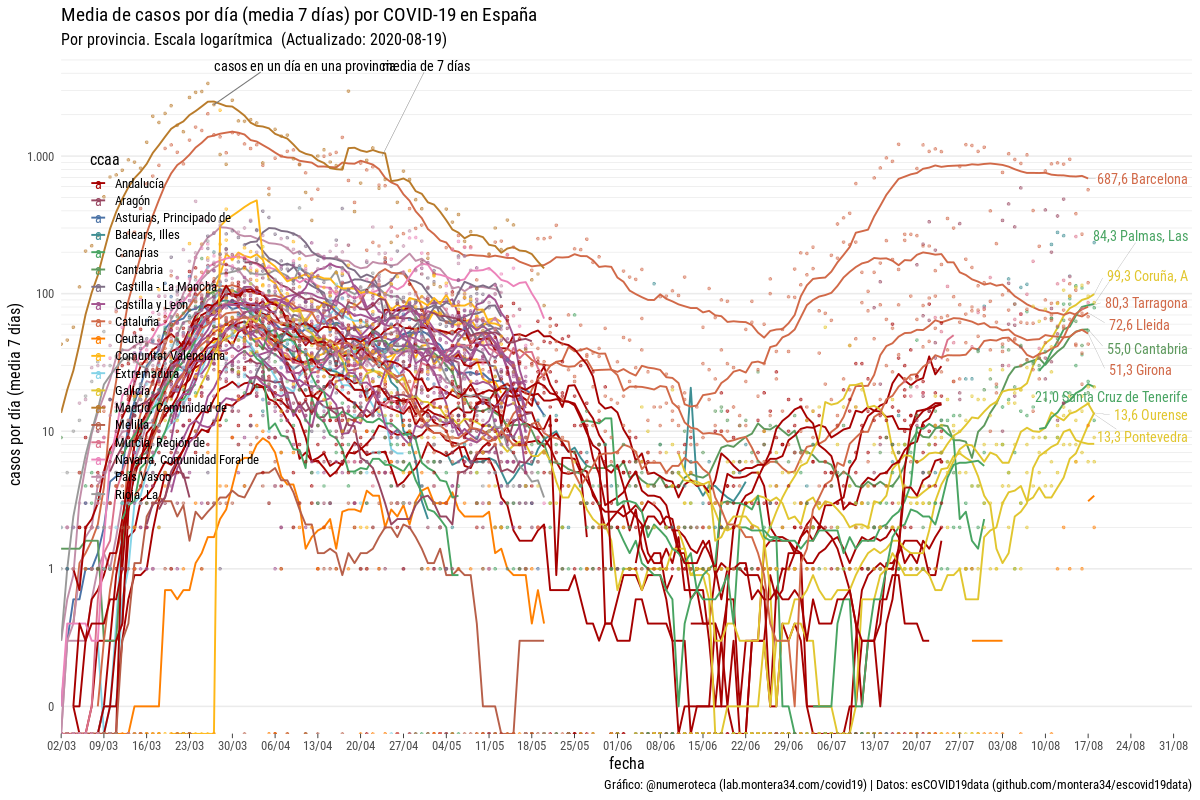 Media de casos por día (media 7 días) por COVID-19 en España
Por provincia. Escala logarítmica  (Actualizado: 2020-08-19)
casos en un día en una provincia
media de 7 días
casos por día (media 7 días)
1.000
100
10
1
0
ccaa
Andalucía
Aragón
Asturias, Principado de
Balears, Illes
Canarias
Cantabria
Castilla - La Mancha
Castilla y León
Cataluña
Ceuta
Comunitat Valenciana
Extremadura
Galicia
Madrid, Comunidad de
Melilla
Murcia, Región de
Navarra, Comunidad Foral de
País Vasco
Rioja, La
687,6 Barcelona
84,3 Palmas, Las
99,3 Coruña, A
80,3 Tarragona
72,6 Lleida
55,0 Cantabria
51,3 Girona
21,0 Santa Cruz de Tenerife
13,6 Ourense
13,3 Pontevedra
02/03 09/03 16/03 23/03 30/03 06/04 13/04 20/04 27/04 04/05 11/05 18/05 25/05 01/06 08/06 15/06 22/06 29/06 06/07 13/07 20/07 27/07 03/08 10/08 17/08 24/08 31/08
fecha
Gráfico: @numeroteca (lab.montera34.com/covid19) | Datos: esCOVID19data (github.com/montera34/escovid19data)